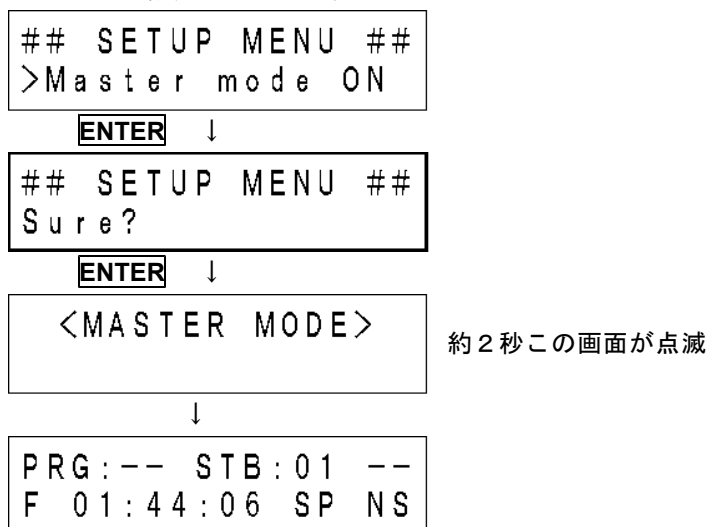 ## SETUP MENU ##
>Master mode ON
ENTER ↓
## SETUP MENU ##
Sure?
ENTER ↓
<MASTER MODE>
約２秒この画面が点滅
↓
PRG:-- STB:01 --
F 01:44:06 SP NS